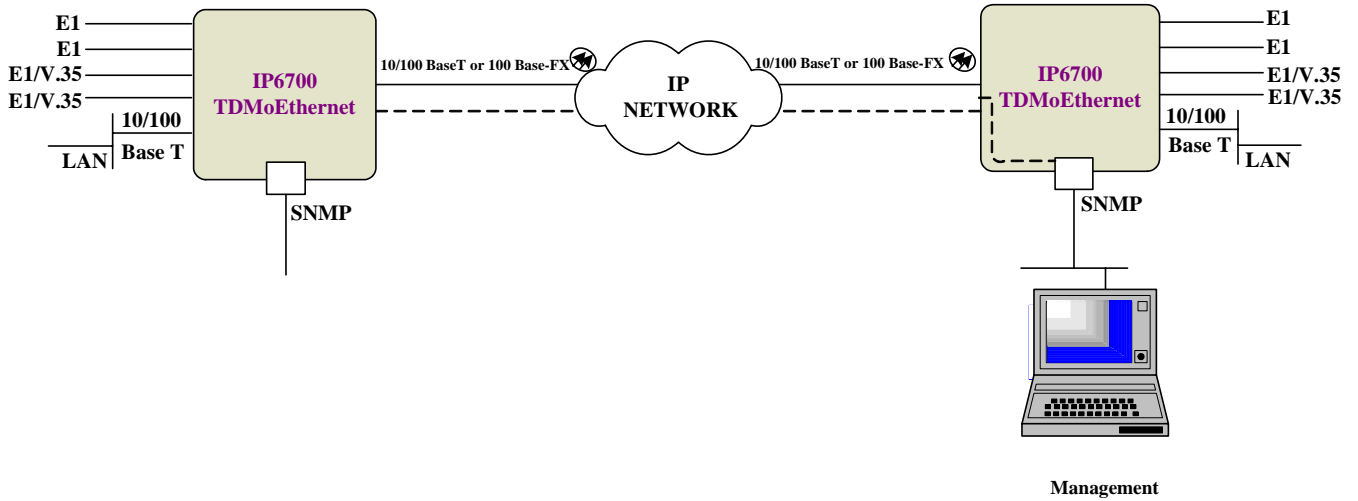 E1
E1
E1/V.35
E1/V.35
10/100
Base T
LAN
IP6700
TDMoEthernet
SNMP
10/100 BaseT or 100 Base-FX
IP
NETWORK
10/100 BaseT or 100 Base-FX
IP6700
TDMoEthernet
SNMP
E1
E1
E1/V.35
E1/V.35
10/100
Base T
LAN
Management